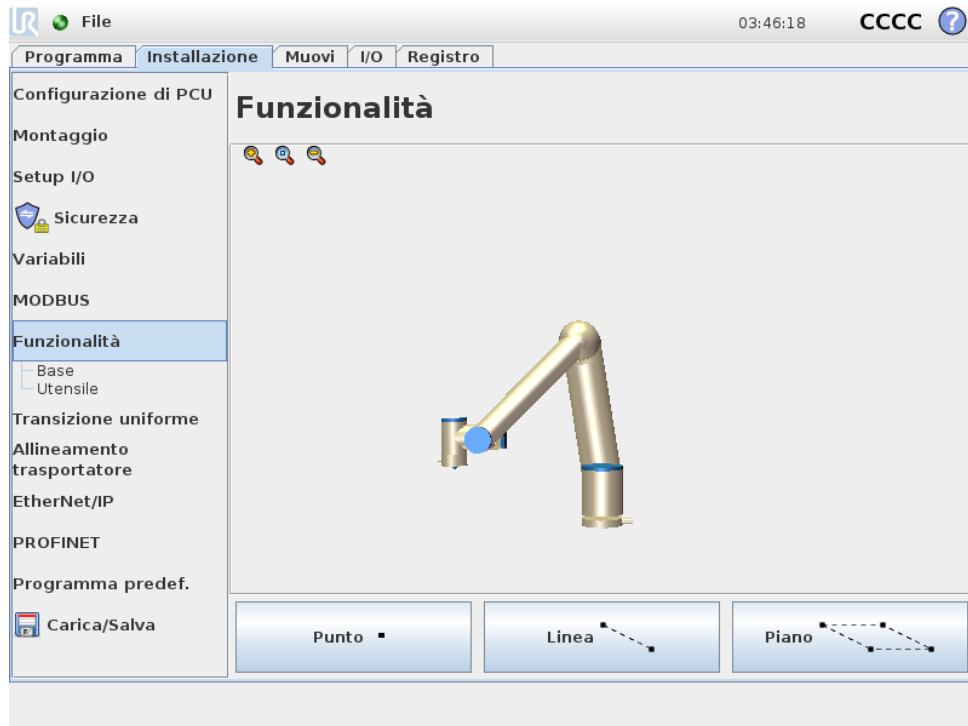 UR File 03:46:18 CCCC ?
Programma Installazione Muovi I/O Registro
Configurazione di PCU
Montaggio
Setup I/O
Sicurezza
Variabili
MODBUS
Funzionalità
Base
Utensile
Transizione uniforme
Allineamento
trasportatore
EtherNet/IP
PROFINET
Programma predef.
Carica/Salva
Funzionalità
Punto
Linea
Piano